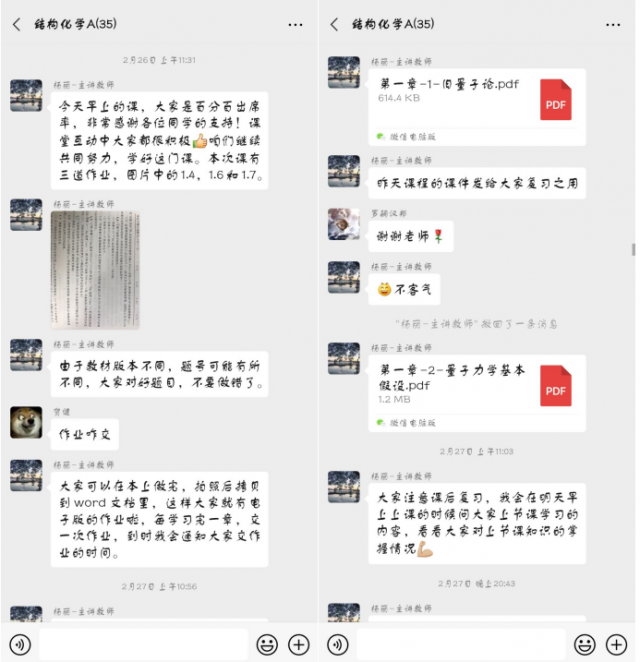 结构化学A(35)
2月26日 上午11:31
杨丽-主讲教师
今天早上的课，大家是百分百出席
率，非常感谢各位同学的支持！课
堂互动中大家都很积极👍咱们继续
共同努力，学好这门课。本次课有
三道作业，图片中的1.4，1.6和1.7。
杨丽-主讲教师
杨丽-主讲教师
由于教材版本不同，题号可能有所
不同，大家对好题目，不要做错了。
贺健
作业咋交
杨丽-主讲教师
大家可以在本上做完，拍照后拷贝
到word文档里，这样大家就有电
子版的作业啦，每学习完一章，交
一次作业，到时我会通知大家交作
业的时间。
2月27日 上午10:56
杨丽-主讲教师
结构化学A(35)
杨丽-主讲教师
第一章-1-旧量子论.pdf
614.4 KB
PDF
微信电脑版
杨丽-主讲教师
昨天课程的课件发给大家复习之用
谢谢老师🌹
杨丽-主讲教师
😄不客气
"杨丽-主讲教师"撤回了一条消息
杨丽-主讲教师
第一章-2-量子力学基本
假设.pdf
1.2 MB
PDF
微信电脑版
2月27日 上午11:03
杨丽-主讲教师
大家注意课后复习，我会在明天早
上上课的时候问大家上节课学习的
内容，看看大家对上节课知识的掌
握情况💪
2月27日 晚上20:43
杨丽-主讲教师